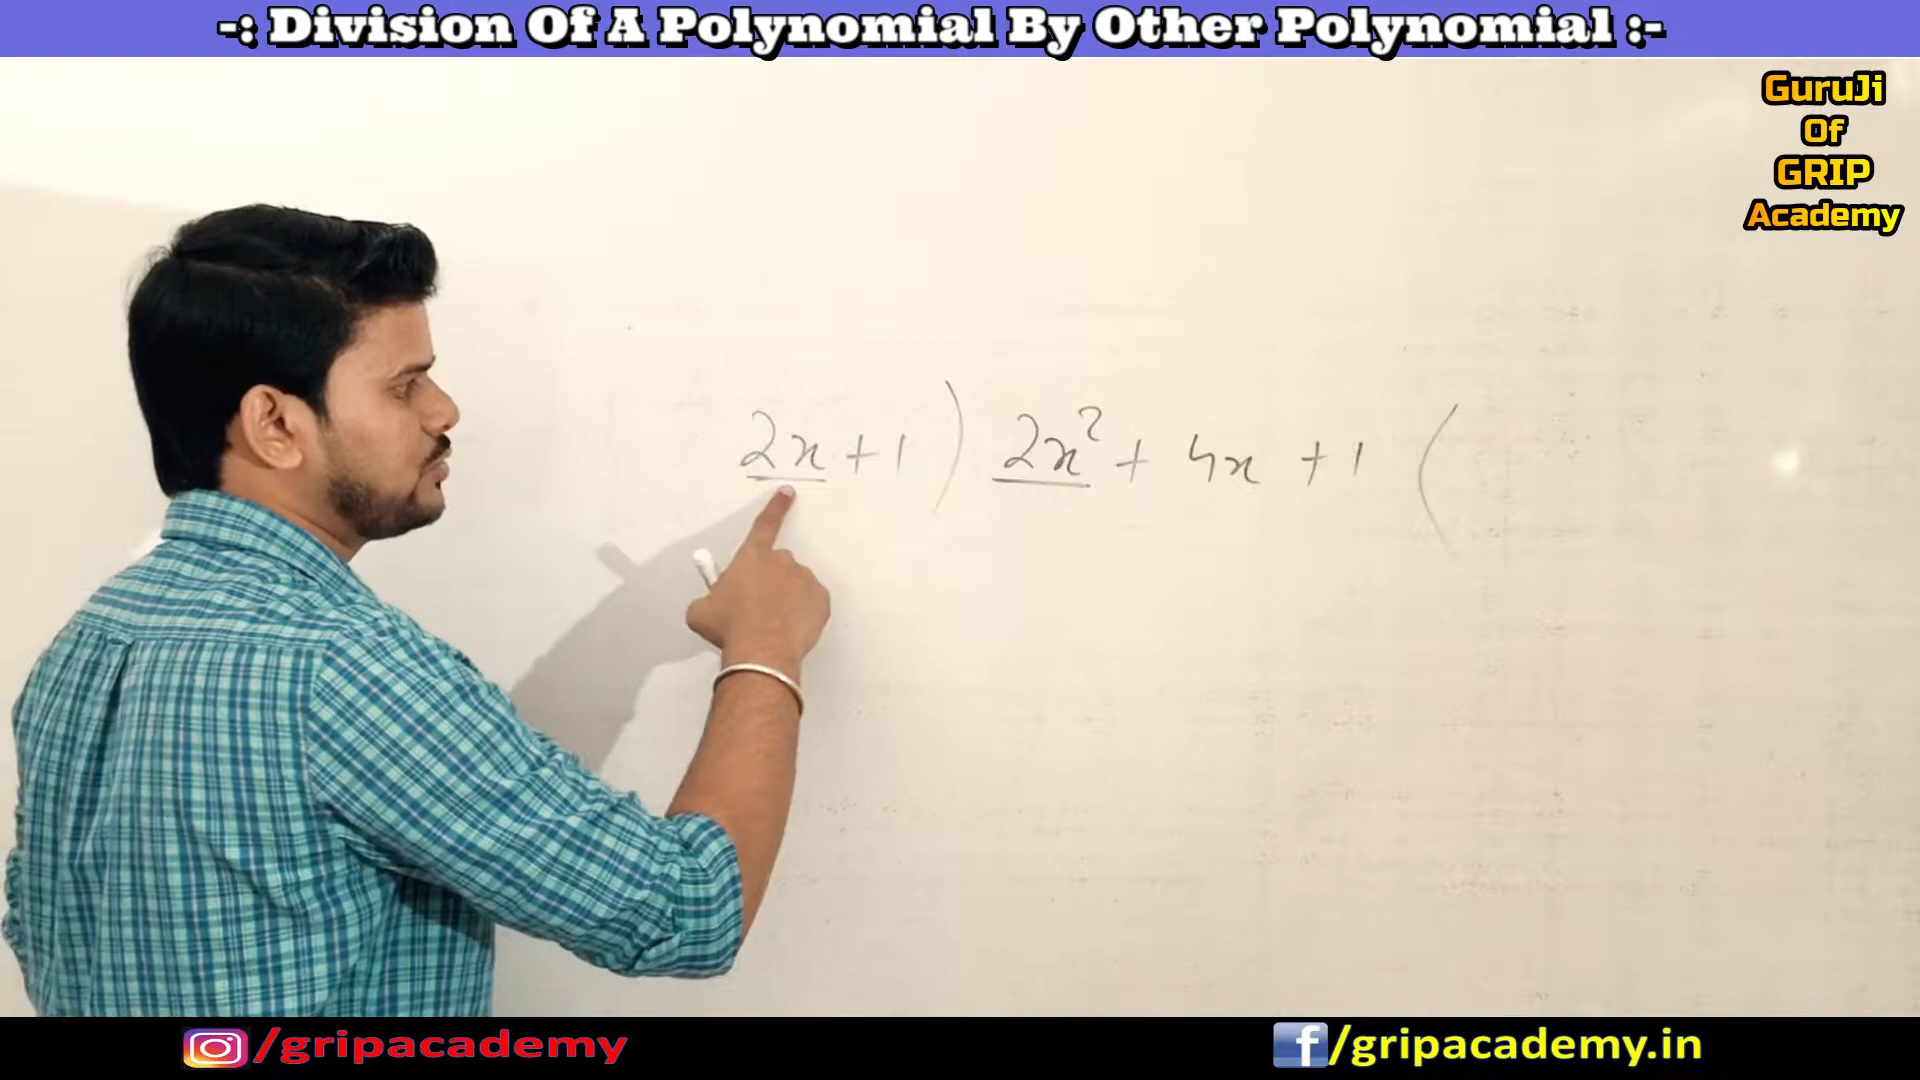 -: Division Of A Polynomial By Other Polynomial :-
GuruJi
Of
GRIP
Academy
2x+1 ) 2x² + 4x + 1 (
/gripacademy
f/gripacademy.in